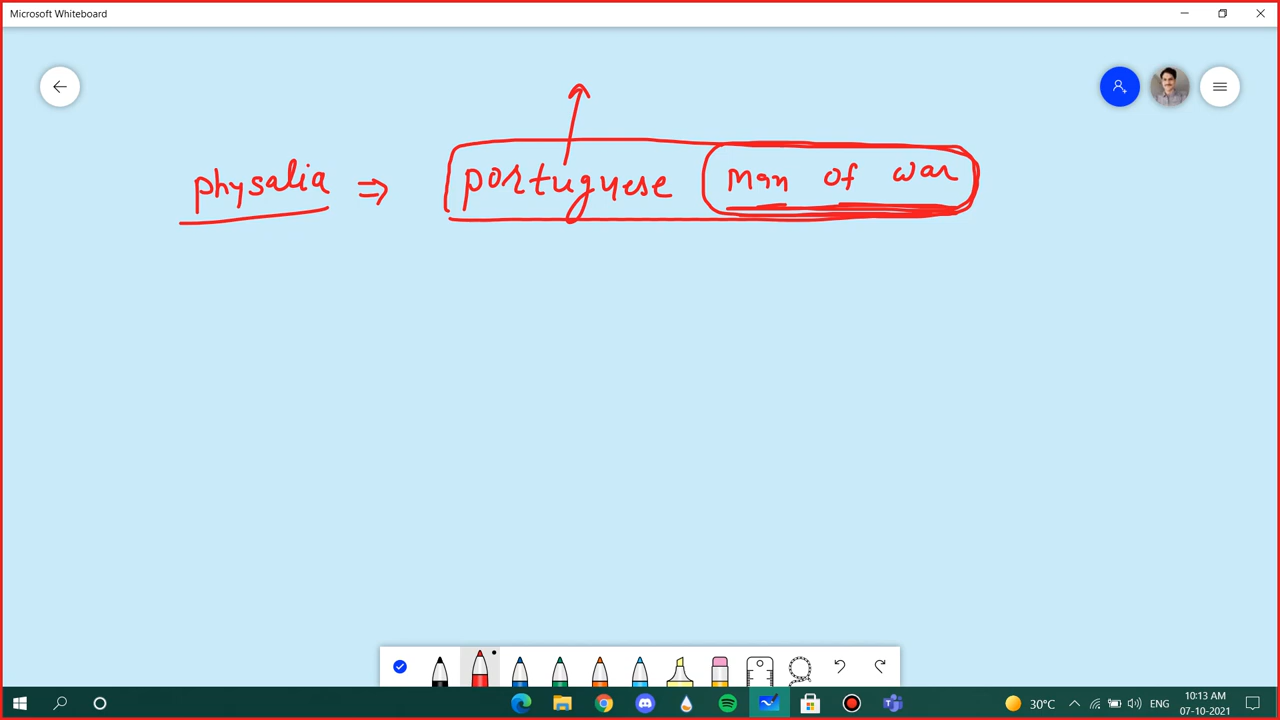 Microsoft Whiteboard
physalia ⇒ portuguese man of war
30°C
ENG
10:13 AM
07-10-2021